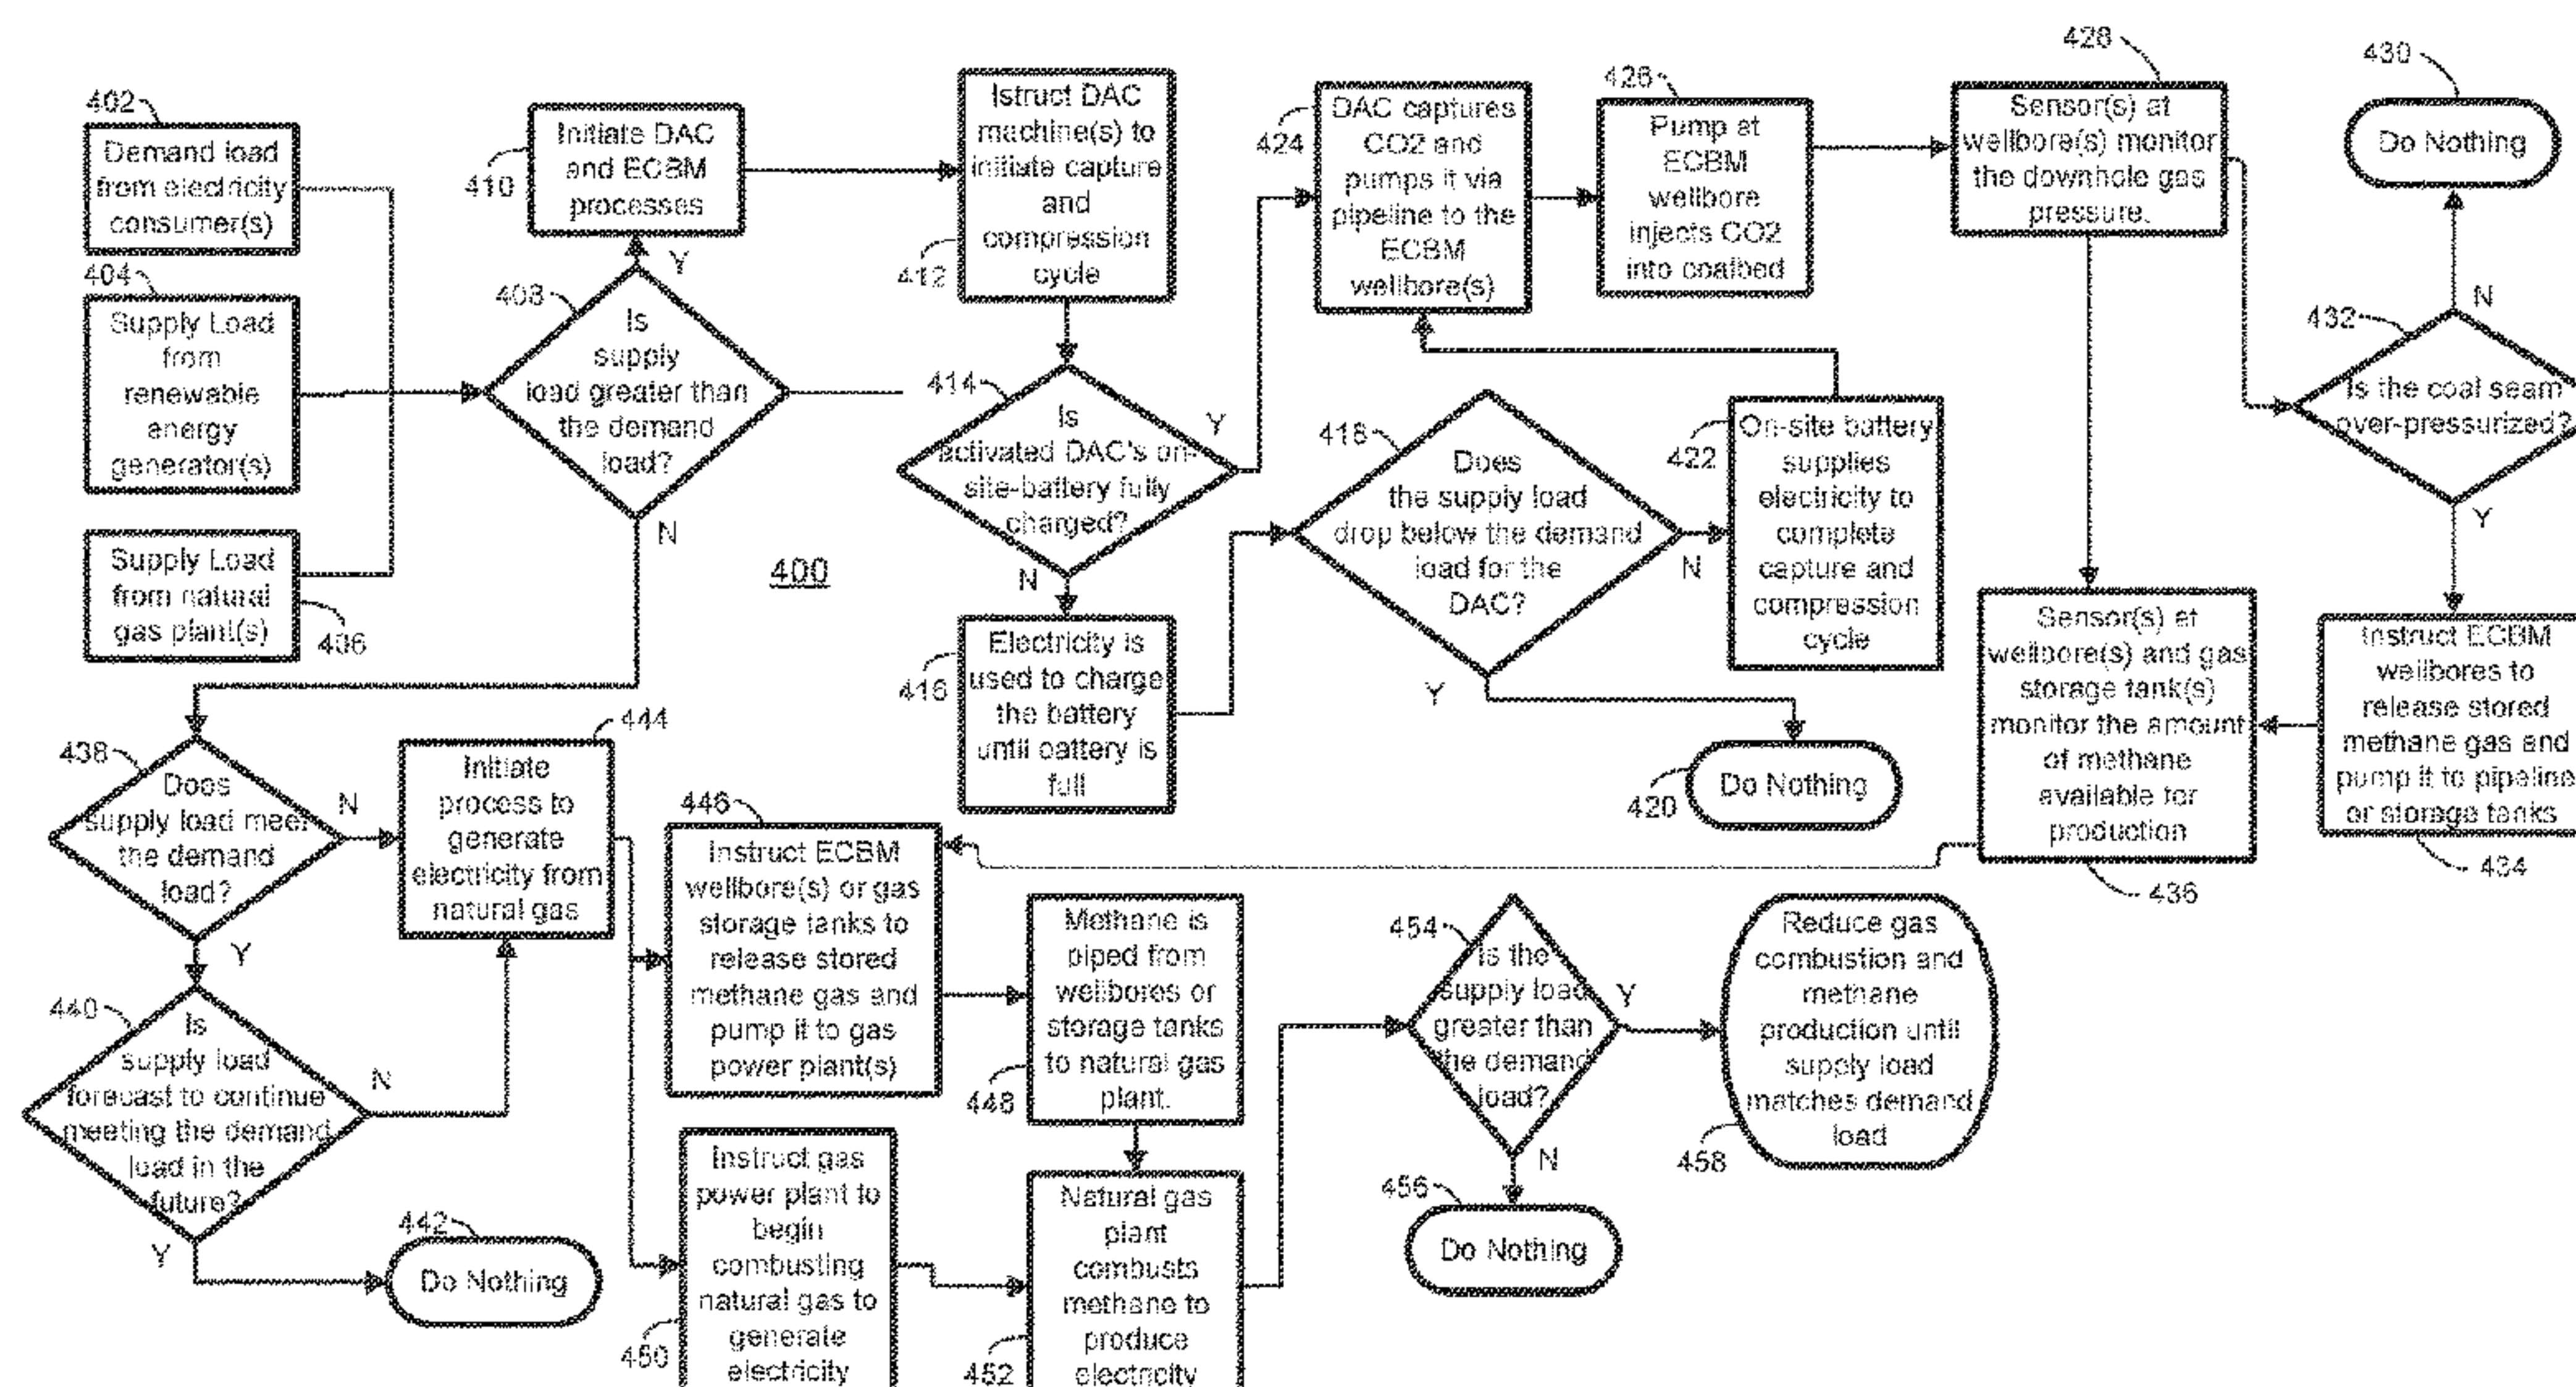 402
Demand load
from electricity
consumer(s)
404
Supply Load
from
renewable
energy
generator(s)
Supply Load
from natural
gas plant(s)
406
408
Is
supply
load greater than
the demand
load?
Y
N
410
Initiate DAC
and ECBM
processes
412
Istruct DAC
machine(s) to
initiate capture
and
compression
cycle
414
Is
activated DAC's on-
site-battery fully
charged?
Y
N
416
Electricity is
used to charge
the battery
until battery is
full
400
418
Does
the supply load
drop below the demand
load for the
DAC?
N
Y
420
Do Nothing
422
On-site battery
supplies
electricity to
complete
capture and
compression
cycle
424
DAC captures
CO2 and
pumps it via
pipeline to the
ECBM
wellbore(s)
426
Pump at
ECBM
wellbore
injects CO2
into coalbed
428
Sensor(s) at
wellbore(s) monitor
the downhole gas
pressure.
430
Do Nothing
N
432
Is the coal seam
over-pressurized?
Y
Instruct ECBM
wellbores to
release stored
methane gas and
pump it to pipeline
or storage tanks
434
Sensor(s) at
wellbore(s) and gas
storage tank(s)
monitor the amount
of methane
available for
production
436
438
Does
supply load meet
the demand
load?
N
Y
440
Is
supply load
forecast to continue
meeting the demand
load in the
future?
N
Y
442
Do Nothing
444
Initiate
process to
generate
electricity from
natural gas
446
Instruct ECBM
wellbore(s) or gas
storage tanks to
release stored
methane gas and
pump it to gas
power plant(s)
448
Methane is
piped from
wellbores or
storage tanks
to natural gas
plant.
450
Instruct gas
power plant to
begin
combusting
natural gas to
generate
electricity
452
Natural gas
plant
combusts
methane to
produce
electricity
454
Is the
supply load
greater than
the demand
load?
Y
N
456
Do Nothing
458
Reduce gas
combustion and
methane
production until
supply load
matches demand
load